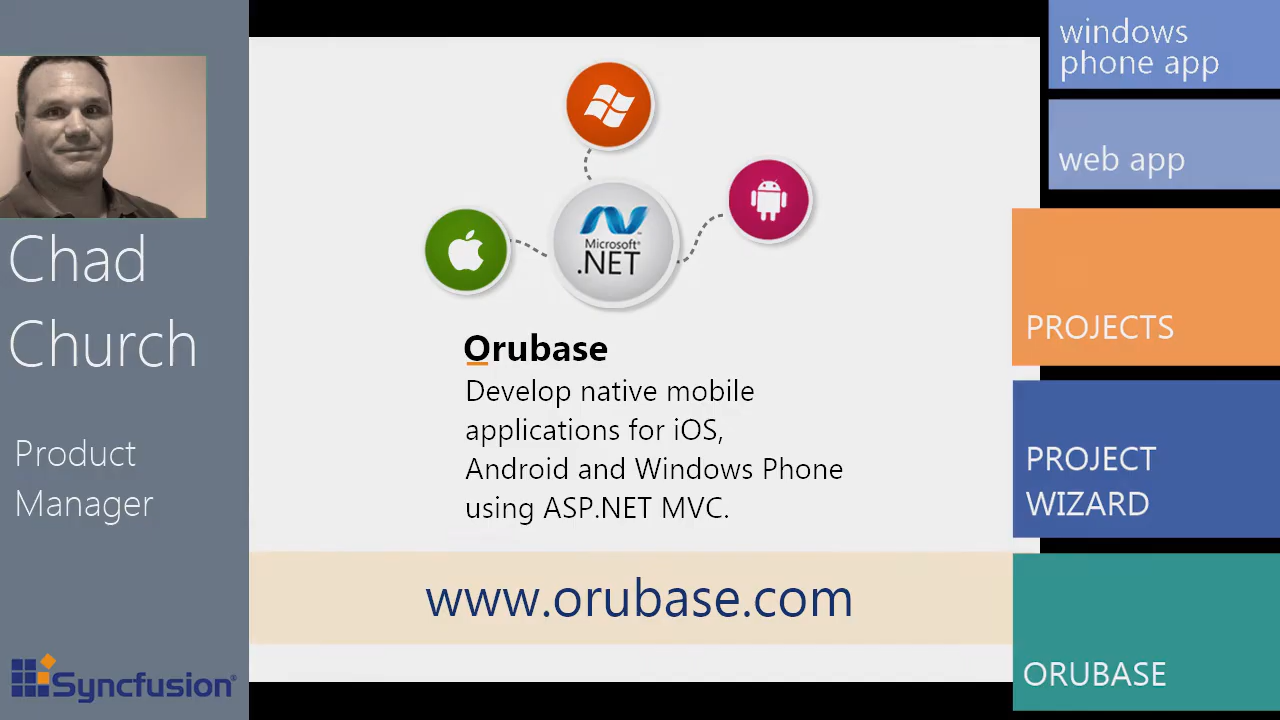 Chad
Church
Product
Manager
Syncfusion®
Microsoft®
.NET
Orubase
Develop native mobile
applications for iOS,
Android and Windows Phone
using ASP.NET MVC.
www.orubase.com
windows
phone app
web app
PROJECTS
PROJECT
WIZARD
ORUBASE